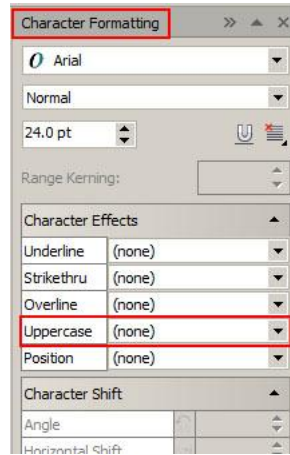 Character Formatting
O Arial
Normal
24.0 pt
Range Kerning:
Character Effects
Underline (none)
Strikethru (none)
Overline (none)
Uppercase (none)
Position (none)
Character Shift
Angle
Horizontal Shift